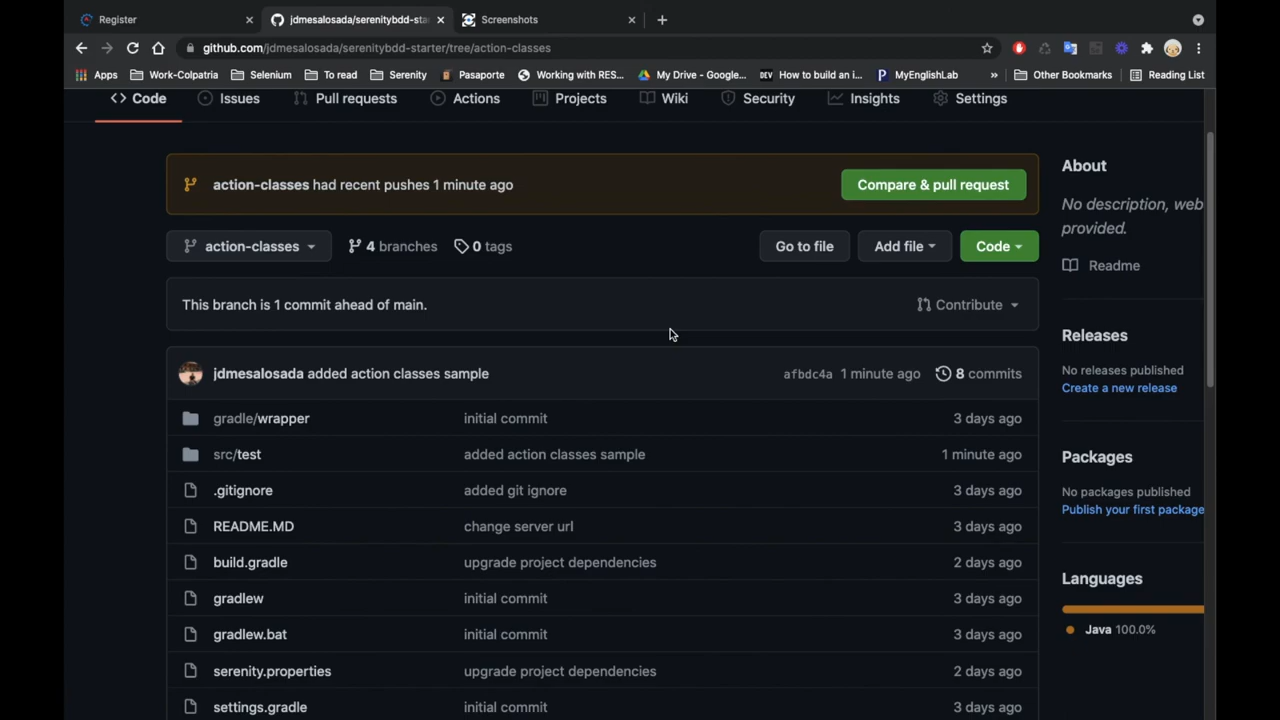 Register
jdmesalosada/serenitybdd-sta
Screenshots
github.com/jdmesalosada/serenitybdd-starter/tree/action-classes
Apps Work-Colpatria Selenium To read Serenity Pasaporte Working with RES... My Drive - Google... How to build an i... MyEnglishLab » Other Bookmarks Reading List
<> Code Issues Pull requests Actions Projects Wiki Security Insights Settings
action-classes had recent pushes 1 minute ago
Compare & pull request
action-classes 4 branches 0 tags Go to file Add file Code
This branch is 1 commit ahead of main.
Contribute
jdmesalosada added action classes sample afbdc4a 1 minute ago 8 commits
gradle/wrapper initial commit 3 days ago
src/test added action classes sample 1 minute ago
.gitignore added git ignore 3 days ago
README.MD change server url 3 days ago
build.gradle upgrade project dependencies 2 days ago
gradlew initial commit 3 days ago
gradlew.bat initial commit 3 days ago
serenity.properties upgrade project dependencies 2 days ago
settings.gradle initial commit 3 days ago
About
No description, web
provided.
Readme
Releases
No releases published
Create a new release
Packages
No packages published
Publish your first package
Languages
Java 100.0%